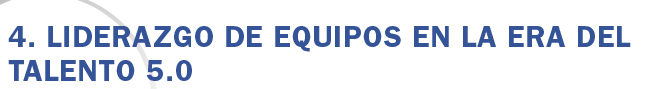 4. LIDERAZGO DE EQUIPOS EN LA ERA DEL
TALENTO 5.0